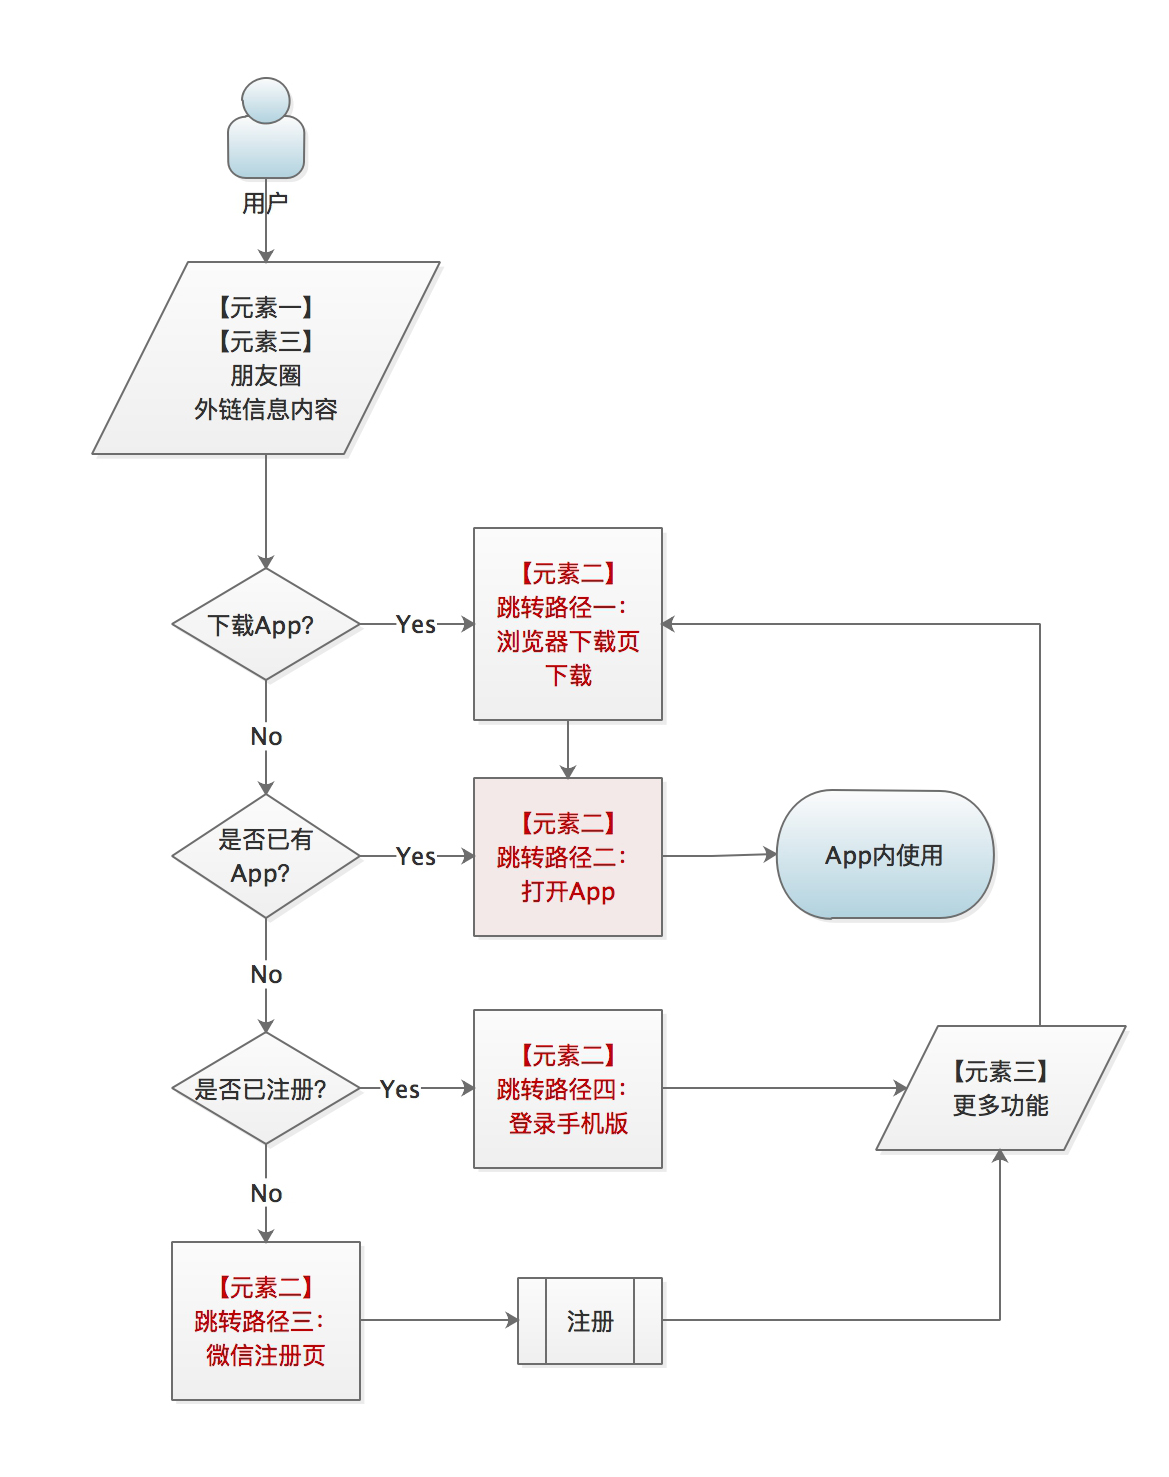 用户
【元素一】
【元素三】
朋友圈
外链信息内容
下载App?
Yes
【元素二】
跳转路径一：
浏览器下载页
下载
No
是否已有
App?
Yes
【元素二】
跳转路径二：
打开App
App内使用
No
是否已注册?
Yes
【元素二】
跳转路径四：
登录手机版
【元素三】
更多功能
No
【元素二】
跳转路径三：
微信注册页
注册